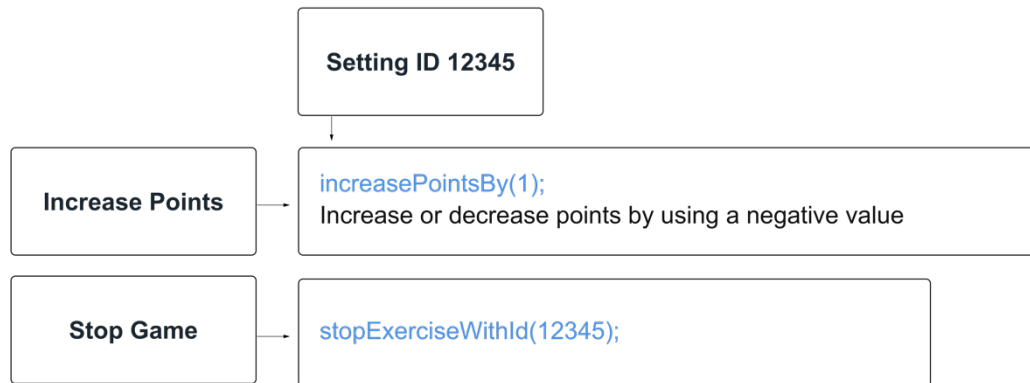 Setting ID 12345
Increase Points
increasePointsBy(1);
Increase or decrease points by using a negative value
Stop Game
stopExerciseWithId(12345);